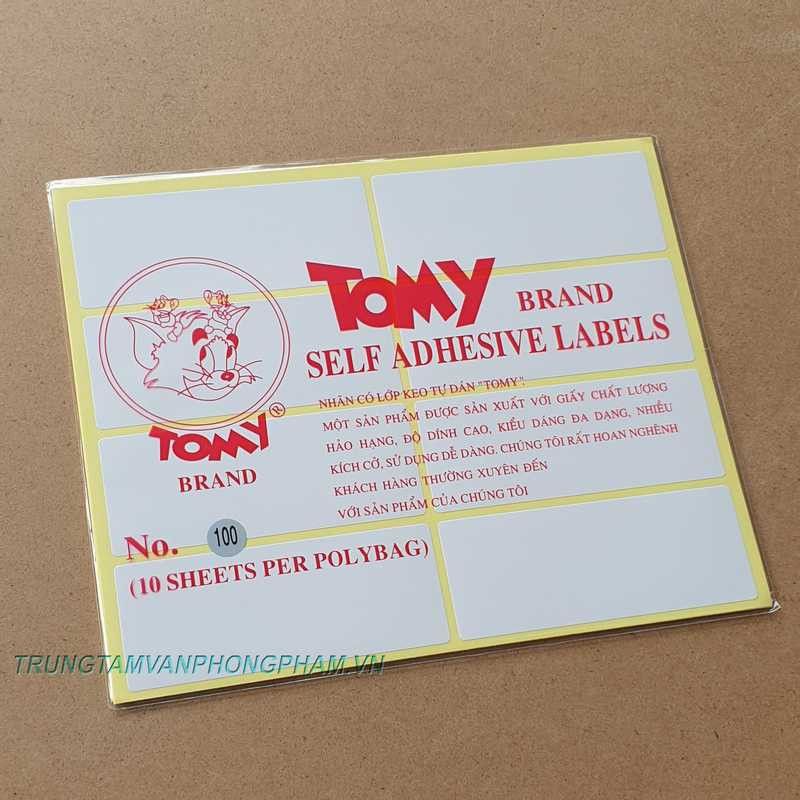 TOMY BRAND
SELF ADHESIVE LABELS
NHÃN CÓ LỚP KEO TỰ DÁN "TOMY".
MỘT SẢN PHẨM ĐƯỢC SẢN XUẤT VỚI GIẤY CHẤT LƯỢNG
HẢO HẠNG, ĐỘ DÍNH CAO, KIỂU DÁNG ĐA DẠNG, NHIỀU
KÍCH CỠ, SỬ DỤNG DỄ DÀNG. CHÚNG TÔI RẤT HOAN NGHÊNH
KHÁCH HÀNG THƯỜNG XUYÊN ĐẾN
VỚI SẢN PHẨM CỦA CHÚNG TÔI
TOMY®
BRAND
No. 100
(10 SHEETS PER POLYBAG)
TRUNGTAMVANPHONGPHAM.VN